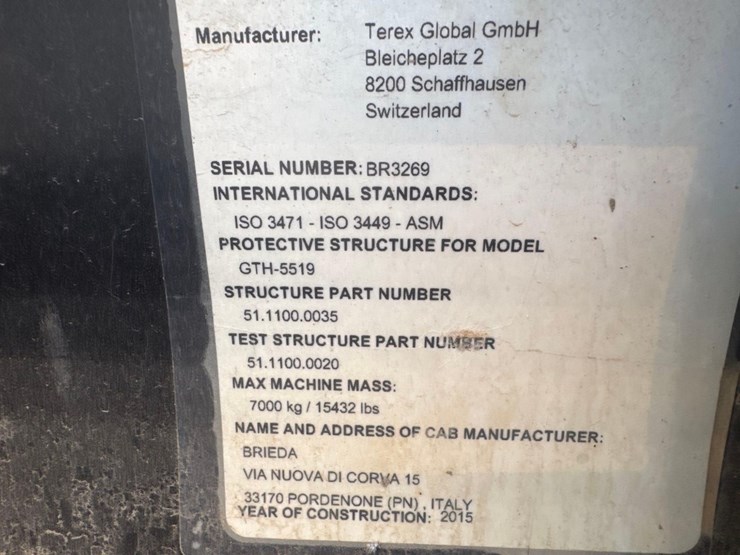 Manufacturer: Terex Global GmbH
Bleicheplatz 2
8200 Schaffhausen
Switzerland
SERIAL NUMBER: BR3269
INTERNATIONAL STANDARDS:
ISO 3471 - ISO 3449 - ASM
PROTECTIVE STRUCTURE FOR MODEL
GTH-5519
STRUCTURE PART NUMBER
51.1100.0035
TEST STRUCTURE PART NUMBER
51.1100.0020
MAX MACHINE MASS:
7000 kg / 15432 lbs
NAME AND ADDRESS OF CAB MANUFACTURER:
BRIEDA
VIA NUOVA DI CORVA 15
33170 PORDENONE (PN) , ITALY
YEAR OF CONSTRUCTION: 2015